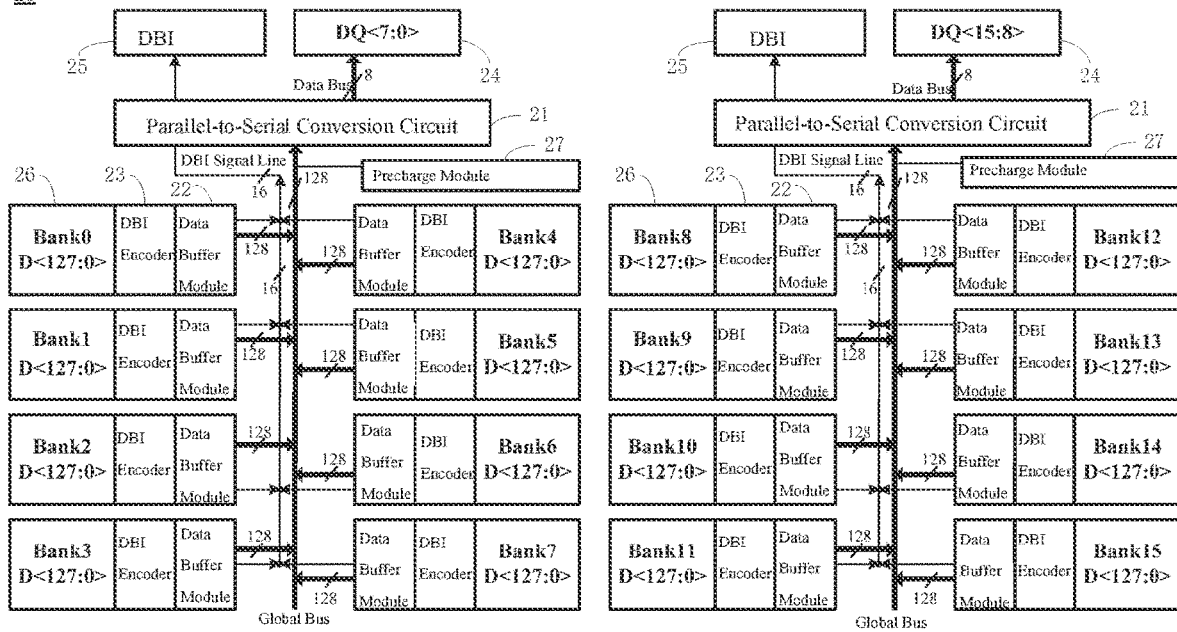 DBI
25
DQ<7:0>
24
Data Bus
8
Parallel-to-Serial Conversion Circuit
21
DBI Signal Line
16
128
27
Precharge Module
26
23
22
Bank0
D<127:0>
DBI
Encoder
Data
Buffer
Module
128
16
128
Data
Buffer
Module
DBI
Encoder
Bank4
D<127:0>
Bank1
D<127:0>
DBI
Encoder
Data
Buffer
Module
128
128
Data
Buffer
Module
DBI
Encoder
Bank5
D<127:0>
Bank2
D<127:0>
DBI
Encoder
Data
Buffer
Module
128
128
Data
Buffer
Module
DBI
Encoder
Bank6
D<127:0>
Bank3
D<127:0>
DBI
Encoder
Data
Buffer
Module
128
128
Data
Buffer
Module
DBI
Encoder
Bank7
D<127:0>
Global Bus
DBI
25
DQ<15:8>
24
Data Bus
8
Parallel-to-Serial Conversion Circuit
21
DBI Signal Line
16
128
27
Precharge Module
26
23
22
Bank8
D<127:0>
DBI
Encoder
Data
Buffer
Module
128
16
128
Data
Buffer
Module
DBI
Encoder
Bank12
D<127:0>
Bank9
D<127:0>
DBI
Encoder
Data
Buffer
Module
128
128
Data
Buffer
Module
DBI
Encoder
Bank13
D<127:0>
Bank10
D<127:0>
DBI
Encoder
Data
Buffer
Module
128
128
Data
Buffer
Module
DBI
Encoder
Bank14
D<127:0>
Bank11
D<127:0>
DBI
Encoder
Data
Buffer
Module
128
128
Data
Buffer
Module
DBI
Encoder
Bank15
D<127:0>
Global Bus